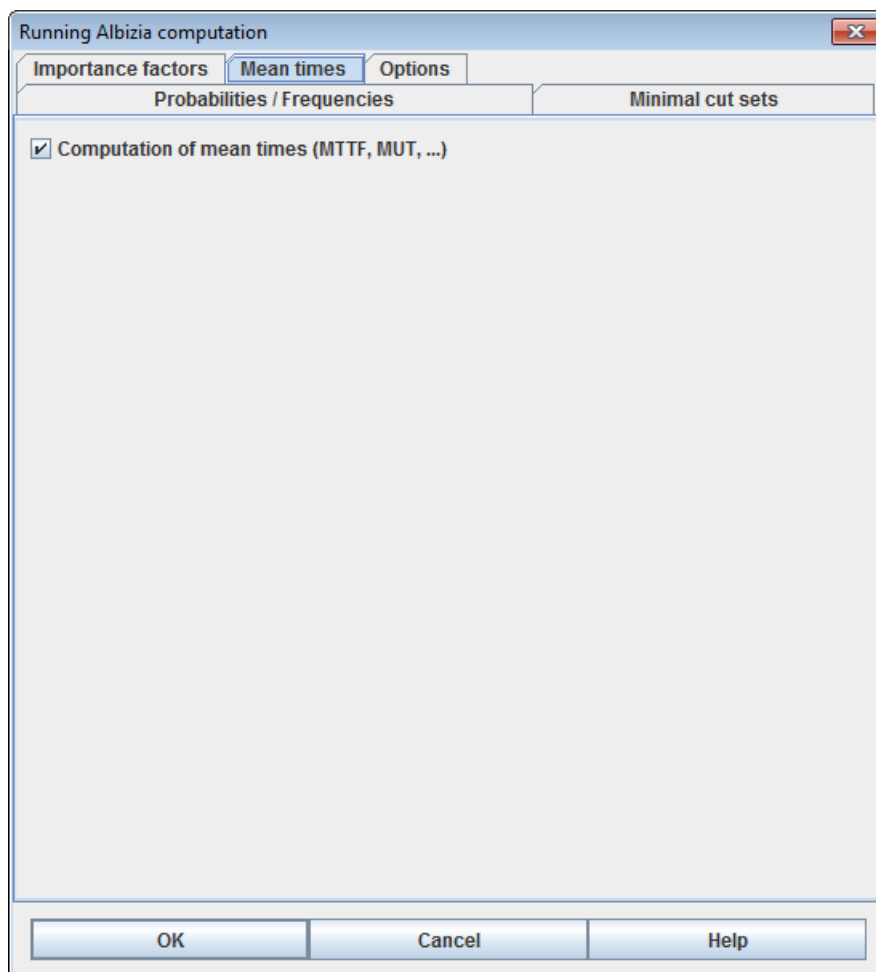 Running Albizia computation
Importance factors Mean times Options
Probabilities / Frequencies Minimal cut sets
Computation of mean times (MTTF, MUT, ...)
OK Cancel Help